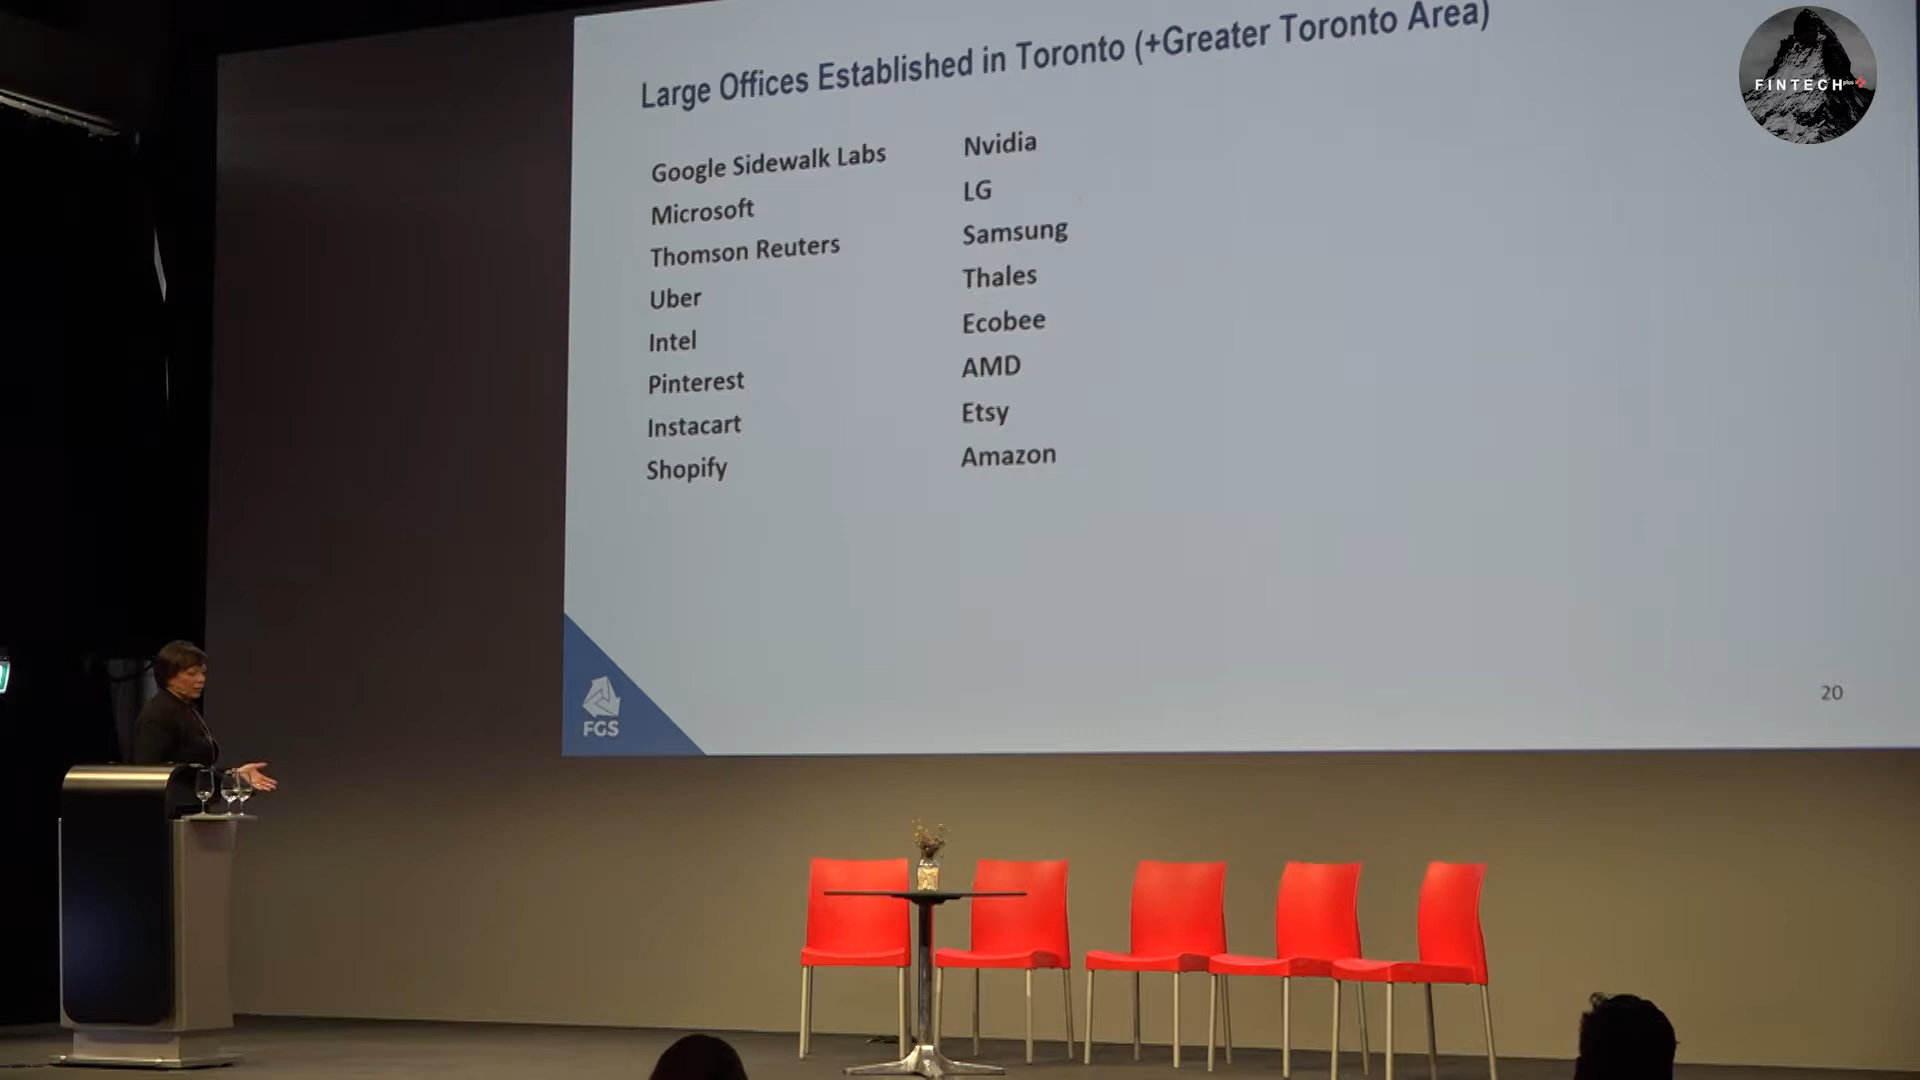 Large Offices Established in Toronto (+Greater Toronto Area)
Google Sidewalk Labs
Microsoft
Thomson Reuters
Uber
Intel
Pinterest
Instacart
Shopify
Nvidia
LG
Samsung
Thales
Ecobee
AMD
Etsy
Amazon
FGS
20
FINTECH plus